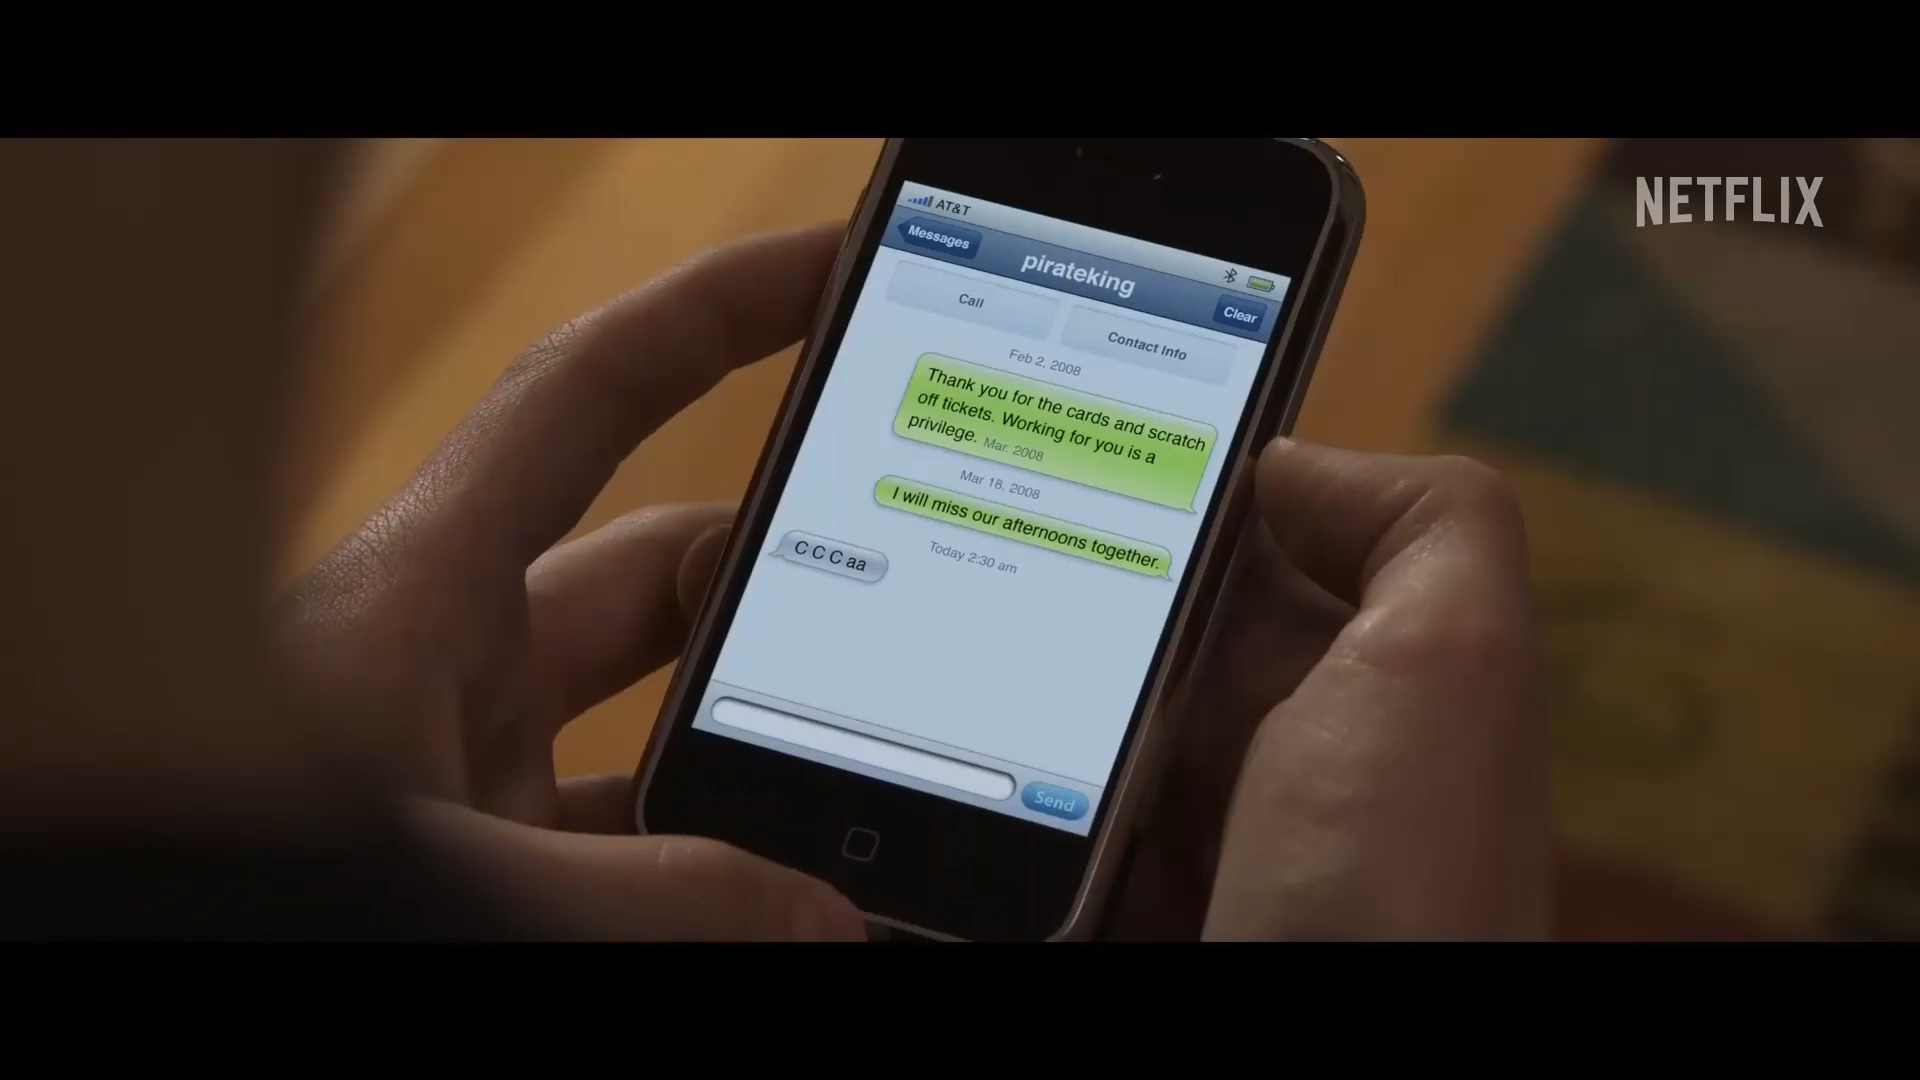 NETFLIX
AT&T
Messages
pirateking
Clear
Call
Contact Info
Feb 2, 2008
Thank you for the cards and scratch
off tickets. Working for you is a
privilege. Mar. 2008
Mar 18, 2008
I will miss our afternoons together.
Today 2:30 am
C C C aa
Send